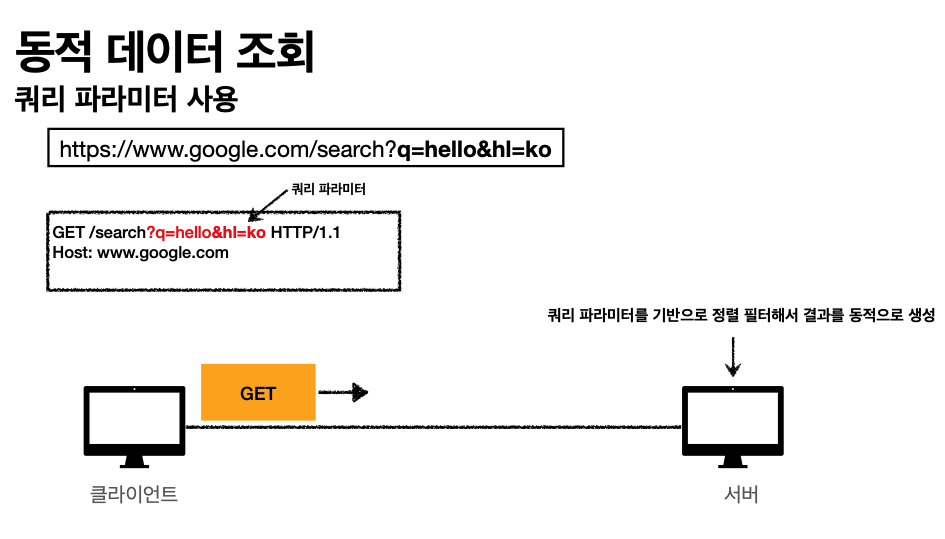 동적 데이터 조회
쿼리 파라미터 사용
https://www.google.com/search?q=hello&hl=ko
쿼리 파라미터
GET /search?q=hello&hl=ko HTTP/1.1
Host: www.google.com
쿼리 파라미터를 기반으로 정렬 필터해서 결과를 동적으로 생성
GET
클라이언트
서버